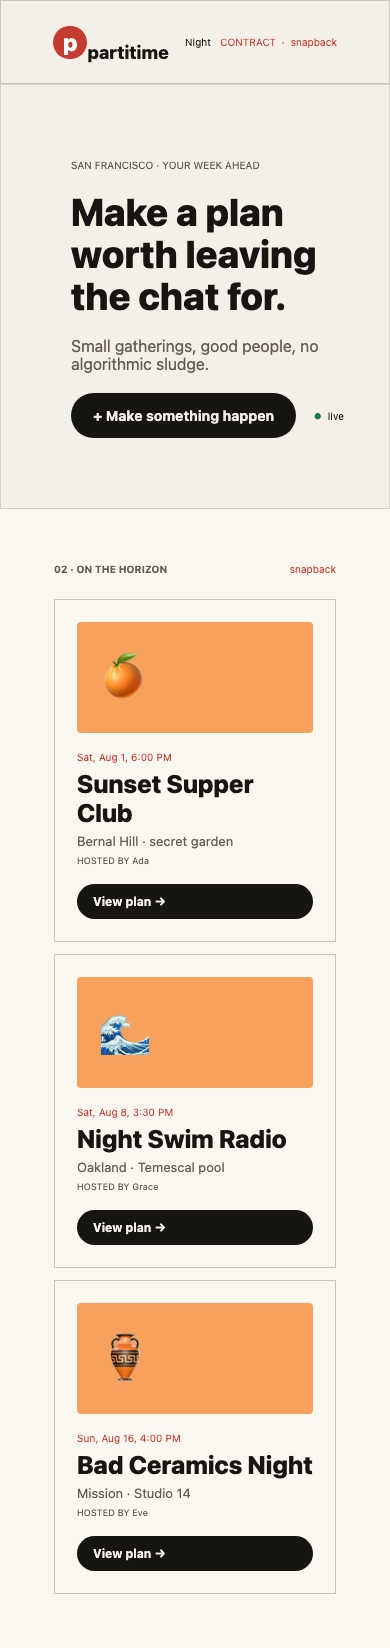 p partitime
Night CONTRACT · snapback
SAN FRANCISCO · YOUR WEEK AHEAD
Make a plan
worth leaving
the chat for.
Small gatherings, good people, no
algorithmic sludge.
+ Make something happen
live
02 · ON THE HORIZON
snapback
Sat, Aug 1, 6:00 PM
Sunset Supper
Club
Bernal Hill · secret garden
HOSTED BY Ada
View plan →
Sat, Aug 8, 3:30 PM
Night Swim Radio
Oakland · Temescal pool
HOSTED BY Grace
View plan →
Sun, Aug 16, 4:00 PM
Bad Ceramics Night
Mission · Studio 14
HOSTED BY Eve
View plan →